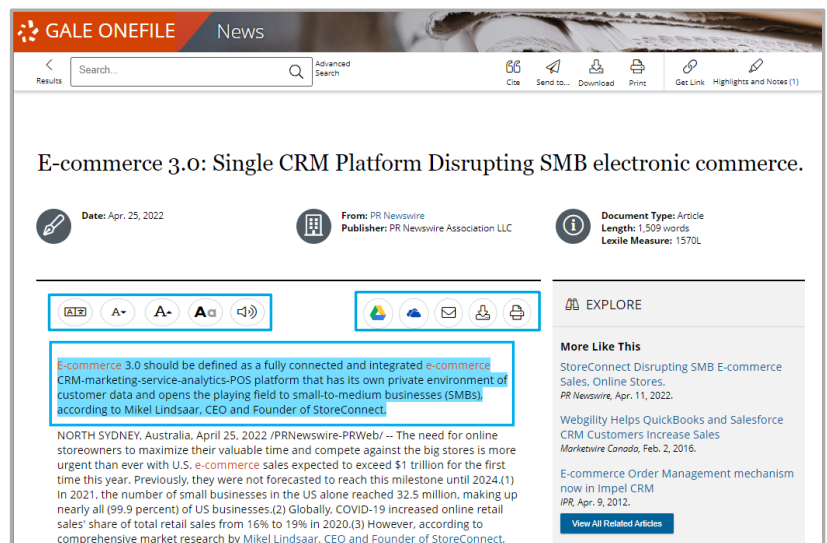 GALE ONEFILE News
Results
Search...
Advanced
Search
Cite
Send to...
Download
Print
Get Link
Highlights and Notes (1)
E-commerce 3.0: Single CRM Platform Disrupting SMB electronic commerce.
Date: Apr. 25, 2022
From: PR Newswire
Publisher: PR Newswire Association LLC
Document Type: Article
Length: 1,509 words
Lexile Measure: 1570L
A
A
Aa
E-commerce 3.0 should be defined as a fully connected and integrated e-commerce
CRM-marketing-service-analytics-POS platform that has its own private environment of
customer data and opens the playing field to small-to-medium businesses (SMBs),
according to Mikel Lindsaar, CEO and Founder of StoreConnect.
NORTH SYDNEY, Australia, April 25, 2022 /PRNewswire-PRWeb/ -- The need for online
storeowners to maximize their valuable time and compete against the big stores is more
urgent than ever with U.S. e-commerce sales expected to exceed $1 trillion for the first
time this year. Previously, they were not forecasted to reach this milestone until 2024.(1)
In 2021, the number of small businesses in the US alone reached 32.5 million, making up
nearly all (99.9 percent) of US businesses.(2) Globally, COVID-19 increased online retail
sales' share of total retail sales from 16% to 19% in 2020.(3) However, according to
comprehensive market research by Mikel Lindsaar, CEO and Founder of StoreConnect,
EXPLORE
More Like This
StoreConnect Disrupting SMB E-commerce
Sales, Online Stores.
PR Newswire, Apr. 11, 2022.
Webgility Helps QuickBooks and Salesforce
CRM Customers Increase Sales
Marketwire Canada, Feb. 2, 2016.
E-commerce Order Management mechanism
now in Impel CRM
IPR, Apr. 9, 2012.
View All Related Articles